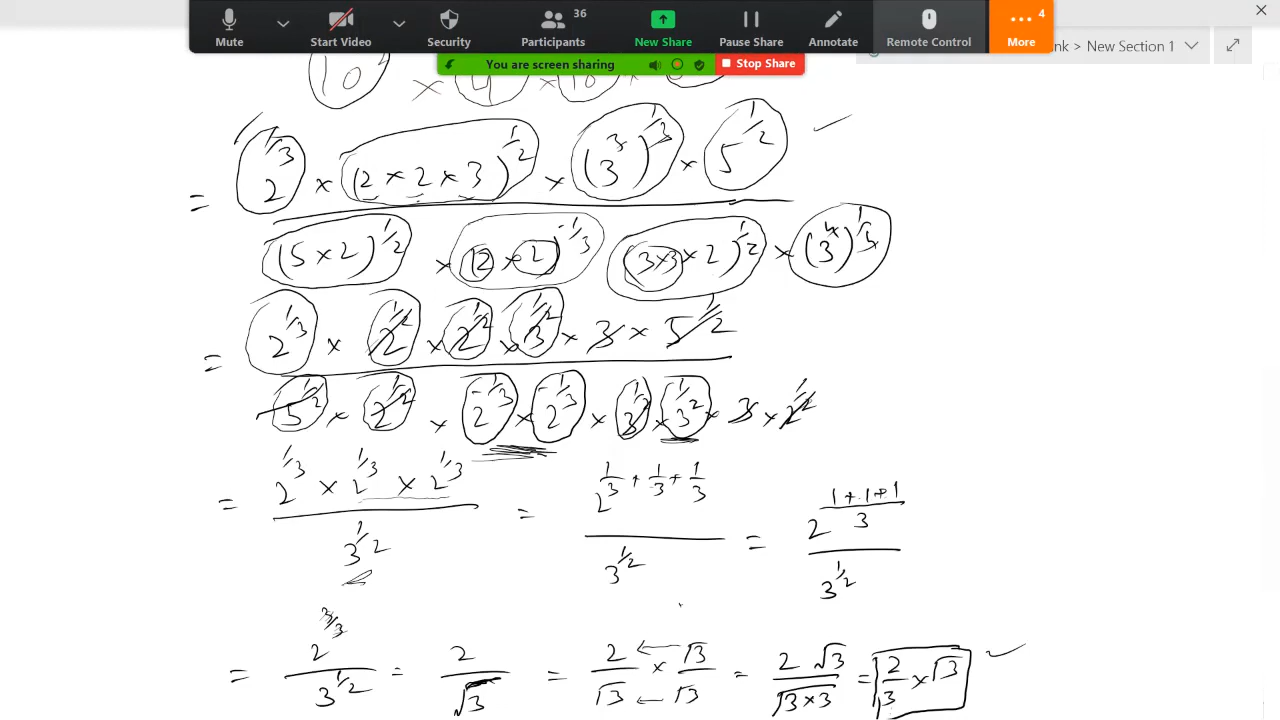 36
4
Mute Start Video Security Participants New Share Pause Share Annotate Remote Control More
nk > New Section 1
You are screen sharing Stop Share
10 × 4 × 18 ×
= 2^{1/3} × (2 × 2 × 3)^{1/2} × (3^3)^{1/3} × 5^{1/2}
(5 × 2)^{1/2} × (2 × 2)^{-1/3} (3×3 × 2)^{1/2} × (3^4)^{1/4}
= 2^{1/3} × 2^{1/2} × 2^{1/2} × 3^{1/2} × 3 × 5^{1/2}
5^{1/2} × 2^{1/2} × 2^{-1/3} × 2^{-1/3} × 3^{1/2} × 3^{1/2} × 3 × 2^{1/2}
= 2^{1/3} × 2^{1/3} × 2^{1/3} / 3^{1/2} = 2^{1/3 + 1/3 + 1/3} / 3^{1/2} = 2^{(1+1+1)/3} / 3^{1/2}
= 2^{3/3} / 3^{1/2} = 2 / √3 = 2/√3 × √3/√3 = 2√3 / √3×3 = 2/3 × √3